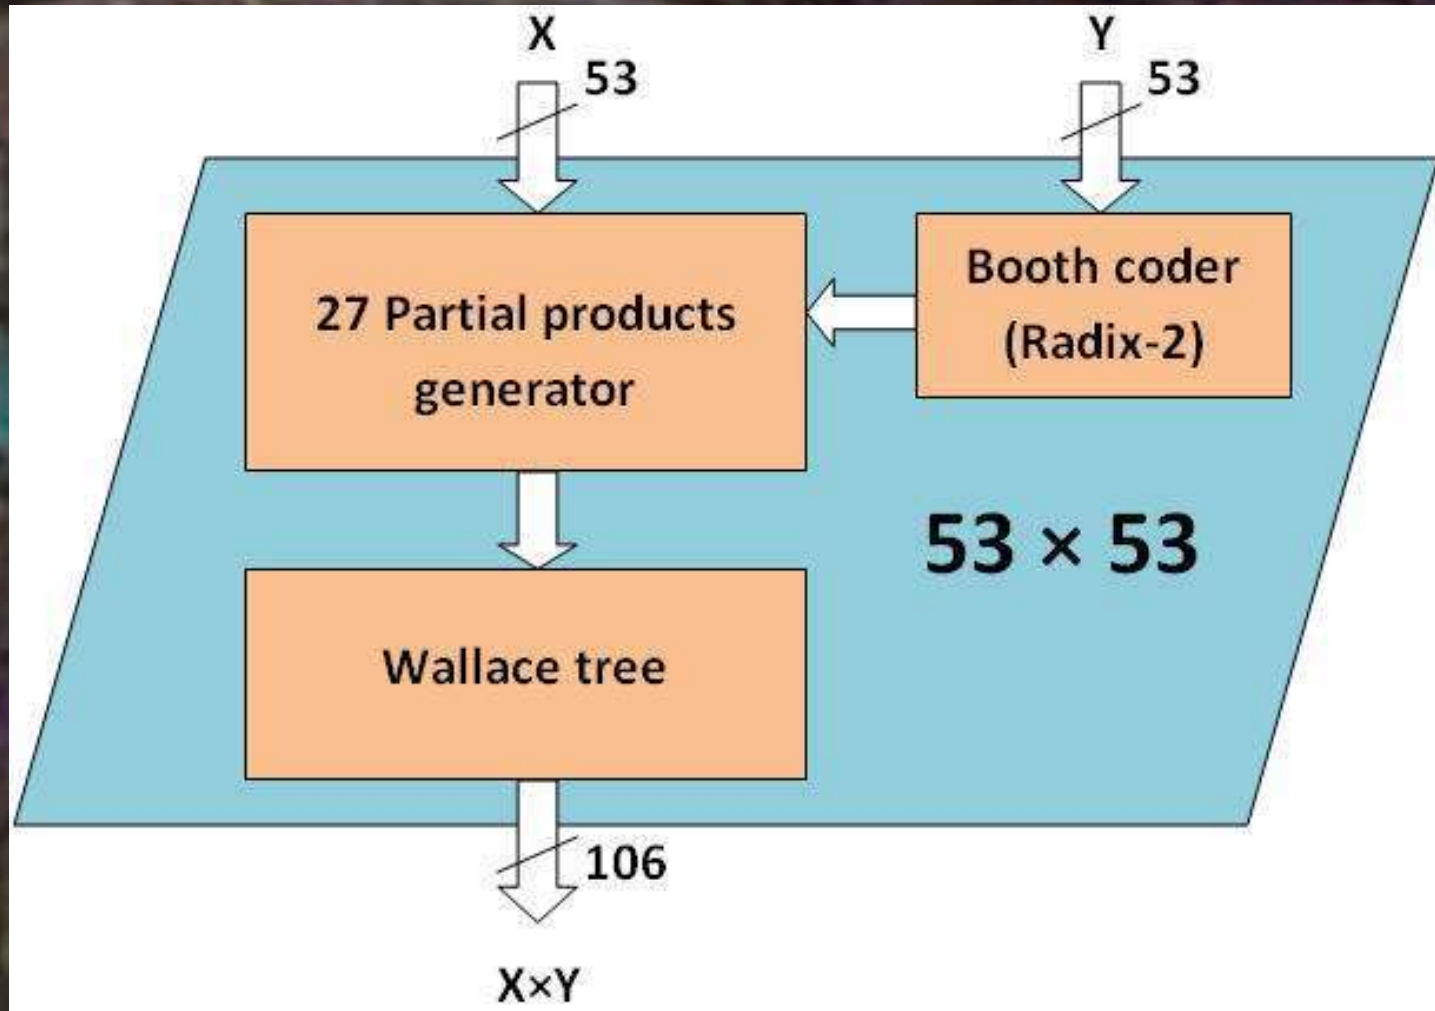 X
53
Y
53
27 Partial products
generator
Booth coder
(Radix-2)
53 × 53
Wallace tree
106
X×Y